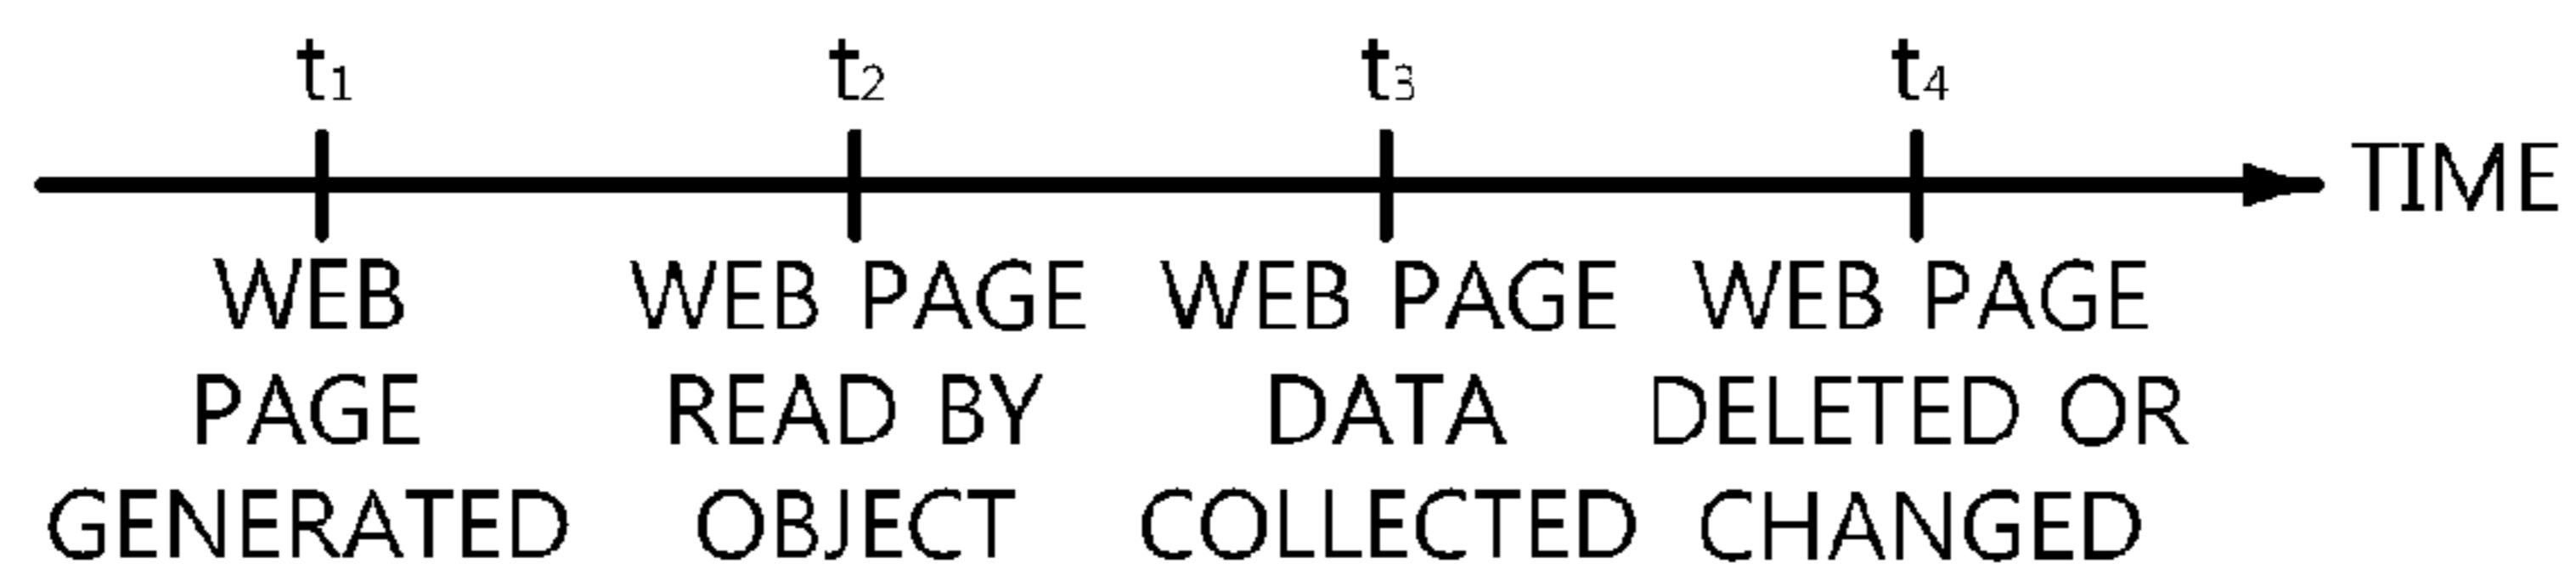 t1 t2 t3 t4
TIME
WEB PAGE GENERATED
WEB PAGE READ BY OBJECT
WEB PAGE DATA COLLECTED
WEB PAGE DELETED OR CHANGED